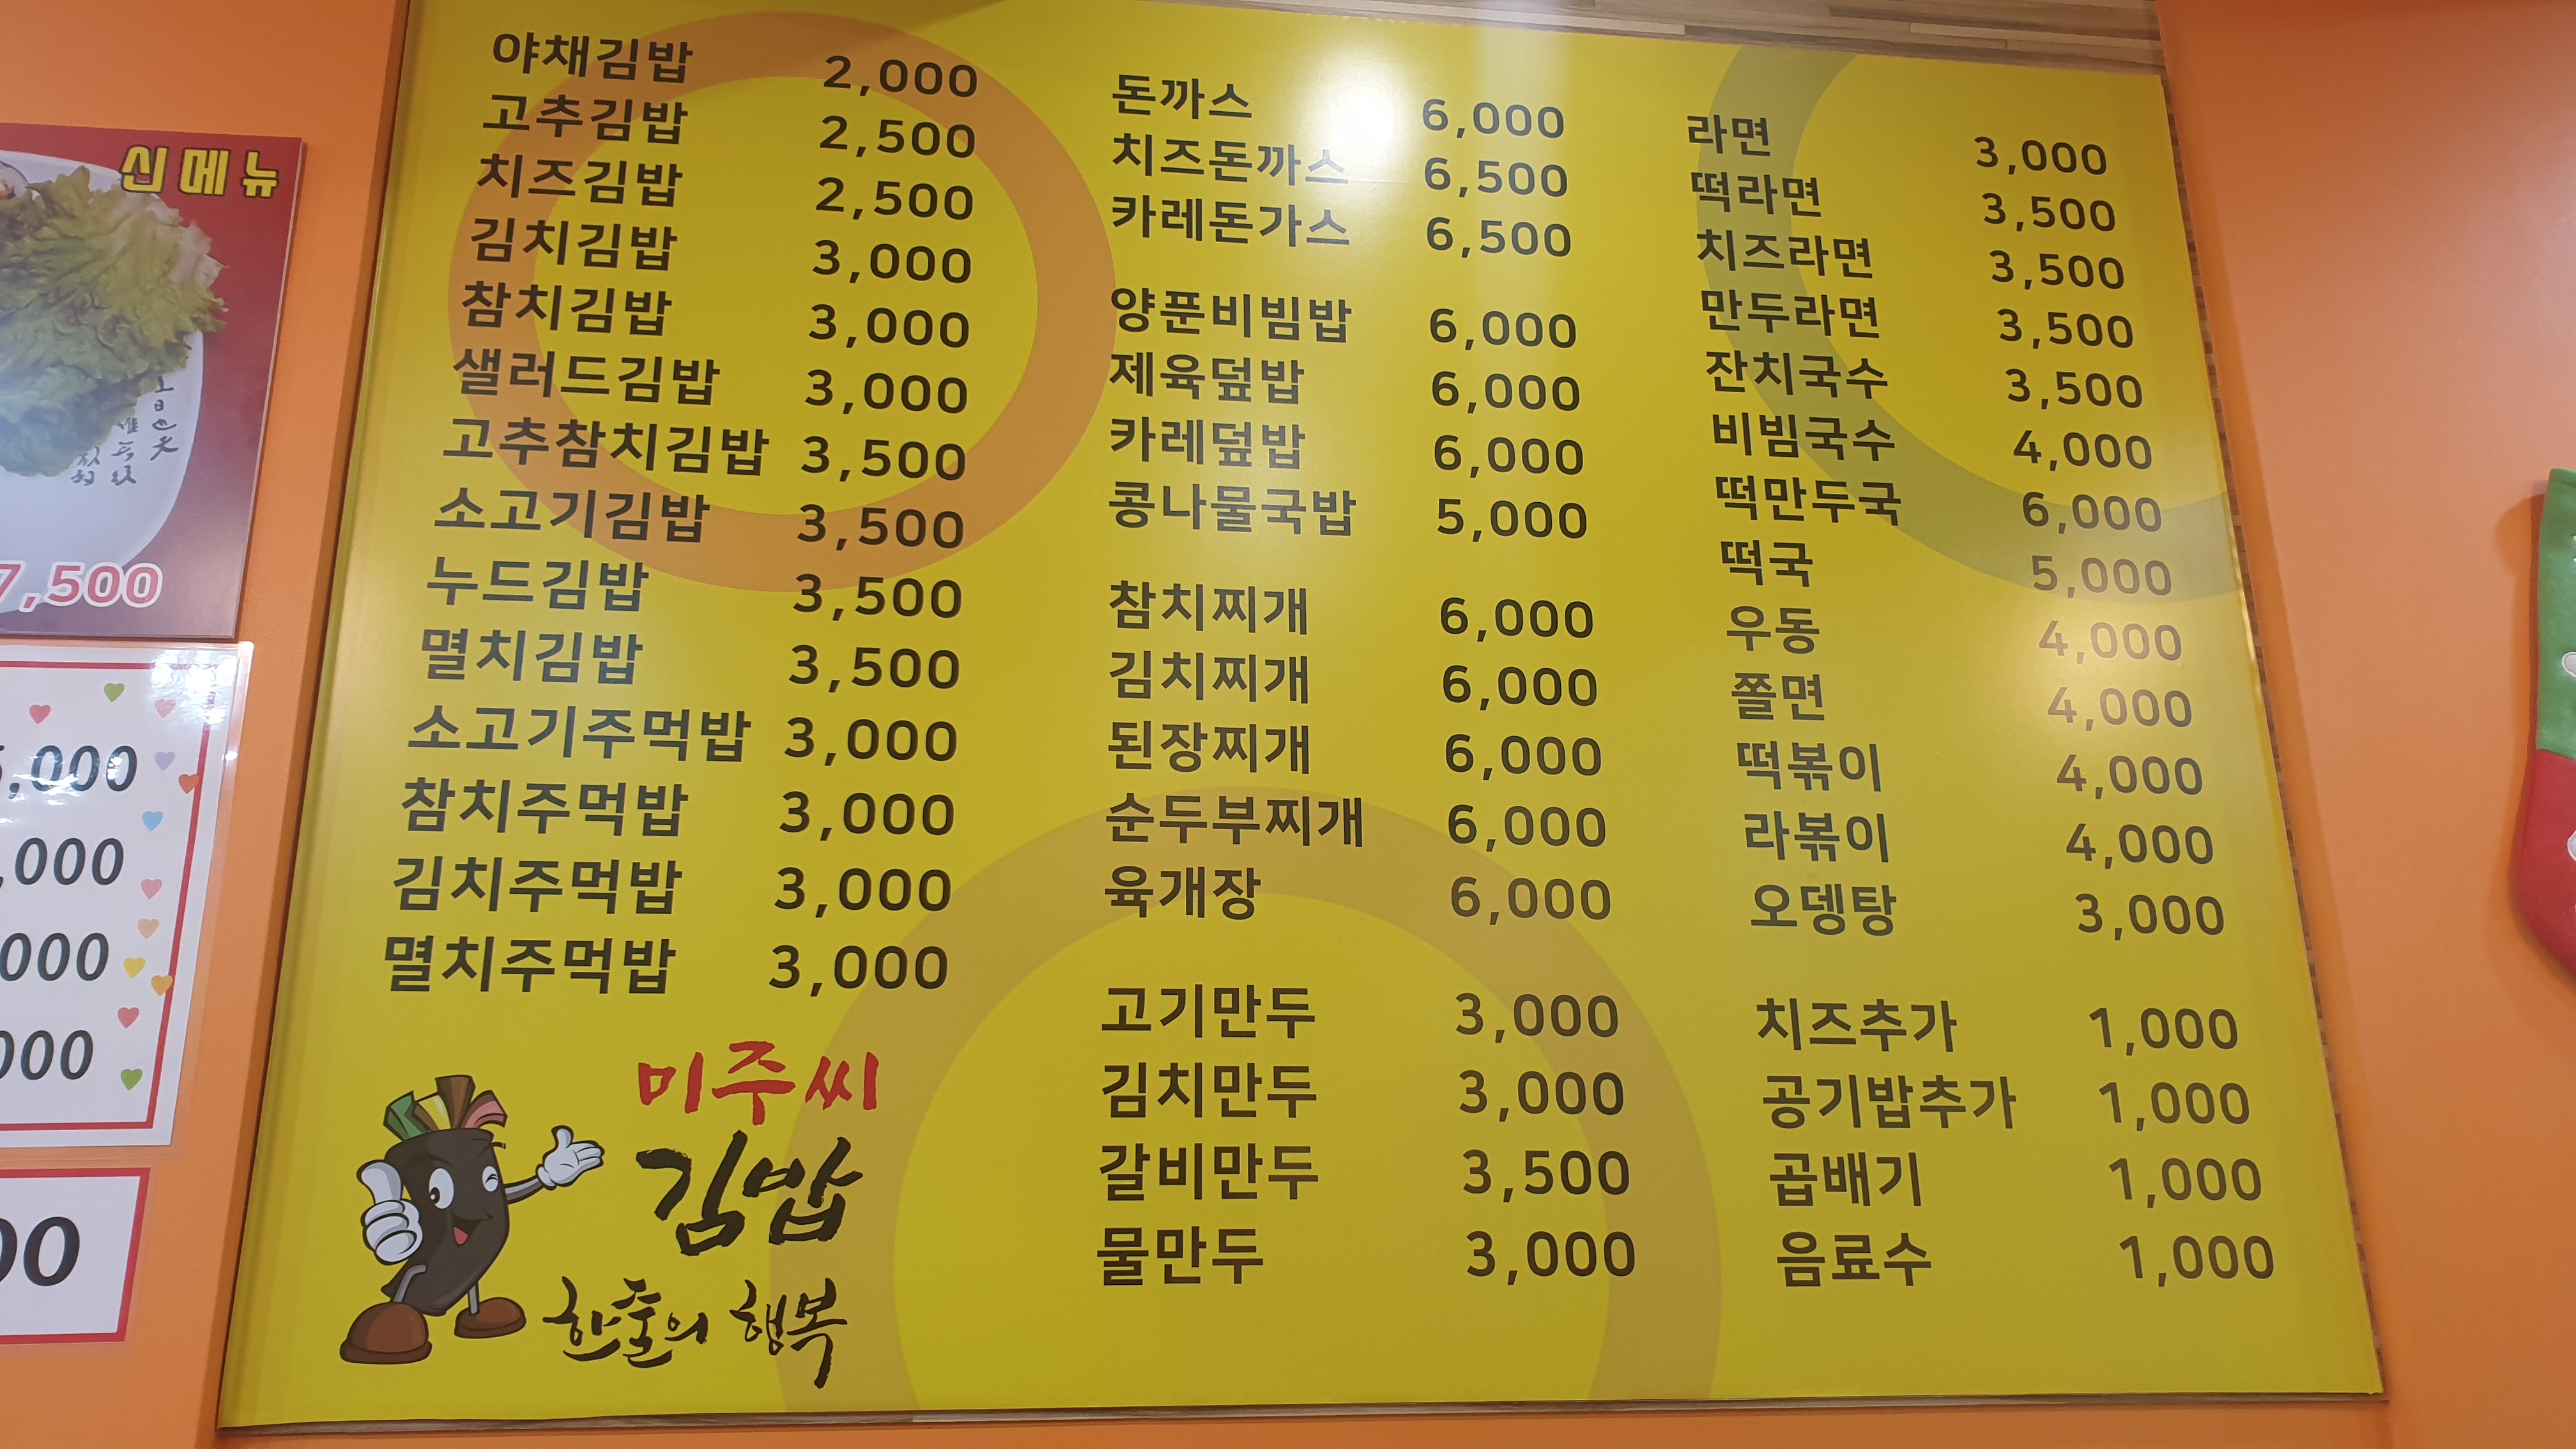 신메뉴
7,500
5,000
,000
000
000
00
야채김밥 2,000
고추김밥 2,500
치즈김밥 2,500
김치김밥 3,000
참치김밥 3,000
샐러드김밥 3,000
고추참치김밥 3,500
소고기김밥 3,500
누드김밥 3,500
멸치김밥 3,500
소고기주먹밥 3,000
참치주먹밥 3,000
김치주먹밥 3,000
멸치주먹밥 3,000
미주씨
김밥
한줄의 행복
돈까스 6,000
치즈돈까스 6,500
카레돈가스 6,500
양푼비빔밥 6,000
제육덮밥 6,000
카레덮밥 6,000
콩나물국밥 5,000
참치찌개 6,000
김치찌개 6,000
된장찌개 6,000
순두부찌개 6,000
육개장 6,000
고기만두 3,000
김치만두 3,000
갈비만두 3,500
물만두 3,000
라면 3,000
떡라면 3,500
치즈라면 3,500
만두라면 3,500
잔치국수 3,500
비빔국수 4,000
떡만두국 6,000
떡국 5,000
우동 4,000
쫄면 4,000
떡볶이 4,000
라볶이 4,000
오뎅탕 3,000
치즈추가 1,000
공기밥추가 1,000
곱배기 1,000
음료수 1,000